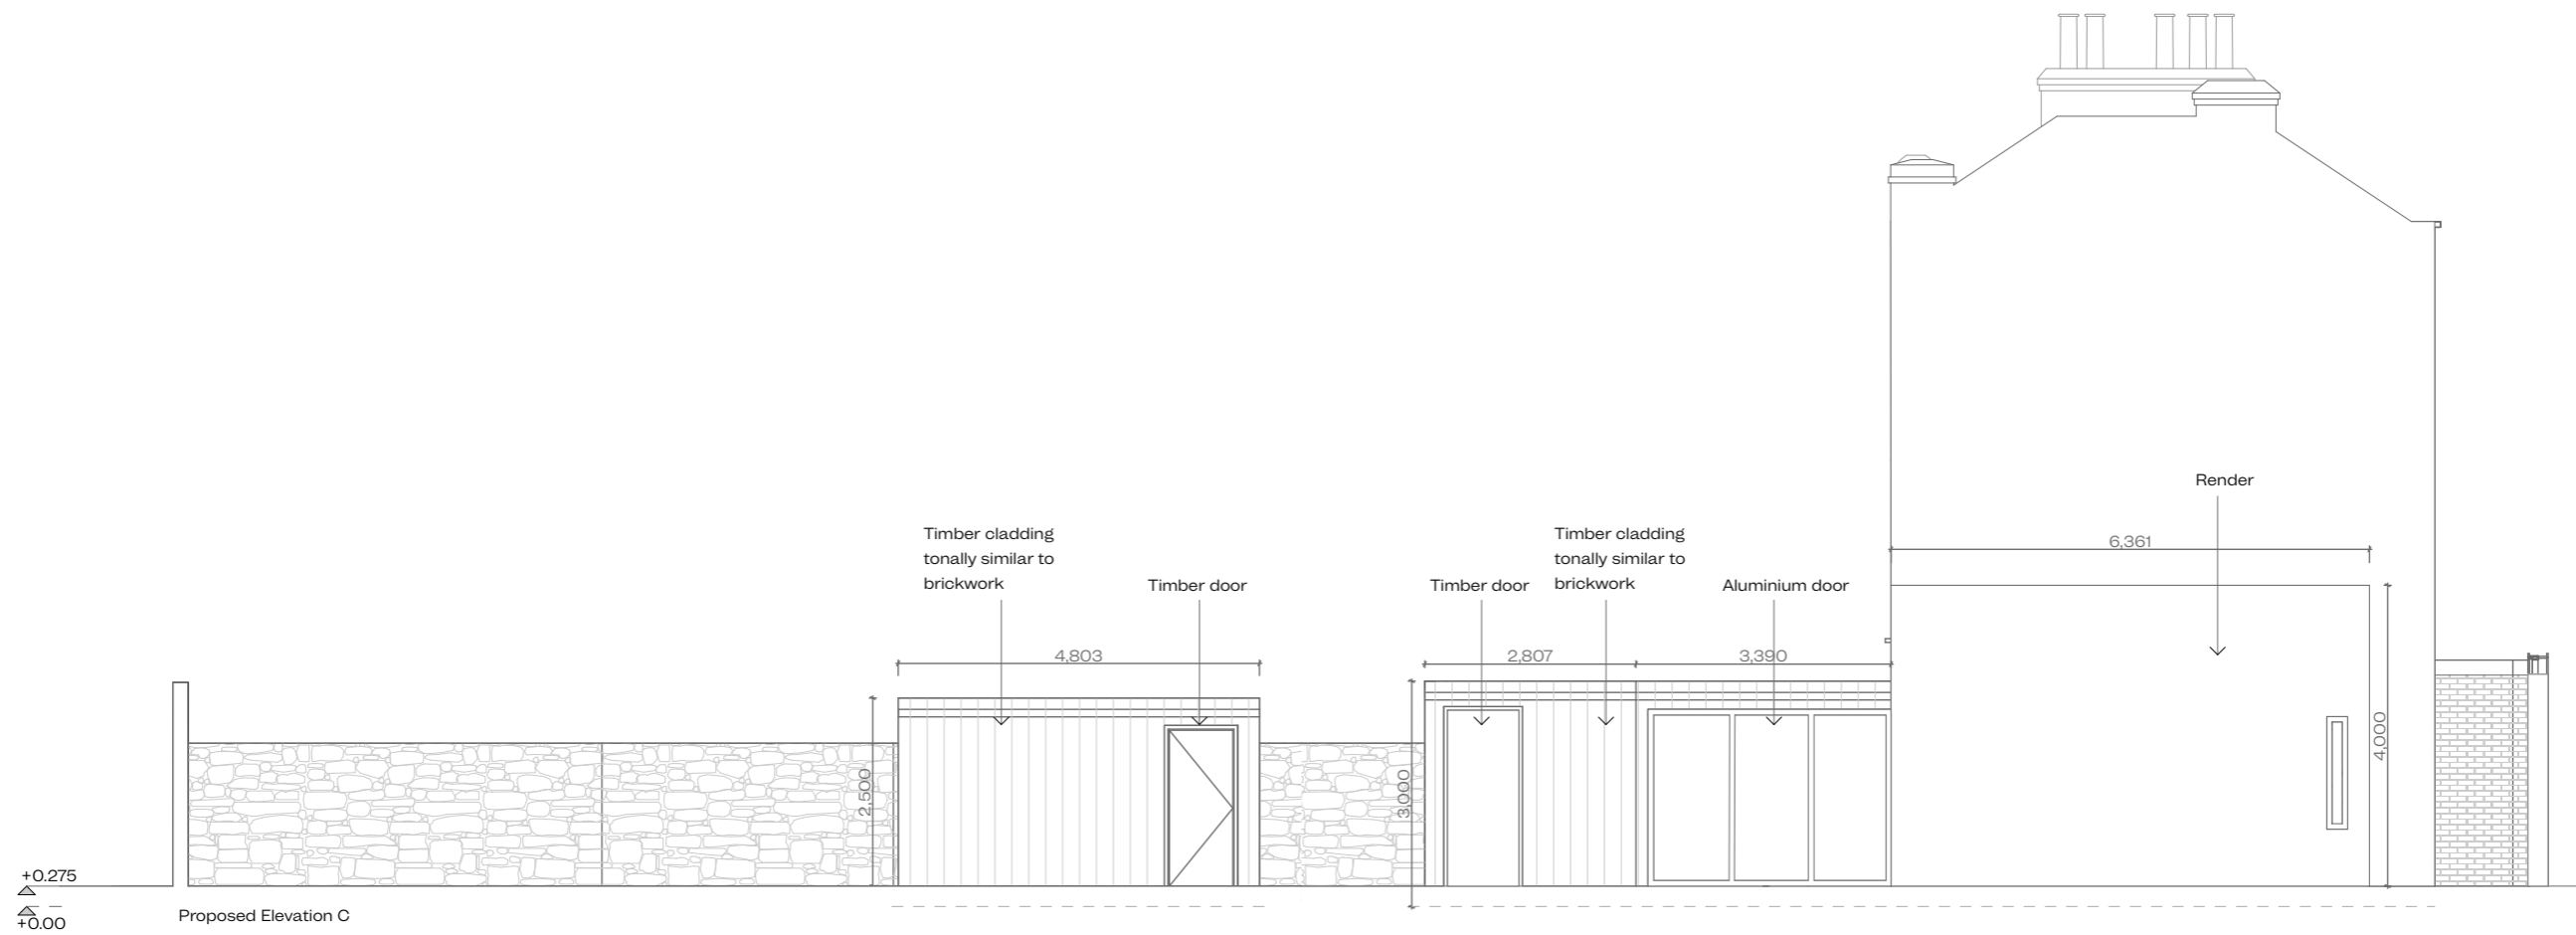 Render
6,361
Timber cladding
tonally similar to
brickwork
Timber door
Timber door
Timber cladding
tonally similar to
brickwork
Aluminium door
4,803
2,807
3,390
2,500
3,000
4,000
+0.275
+0.00
Proposed Elevation C